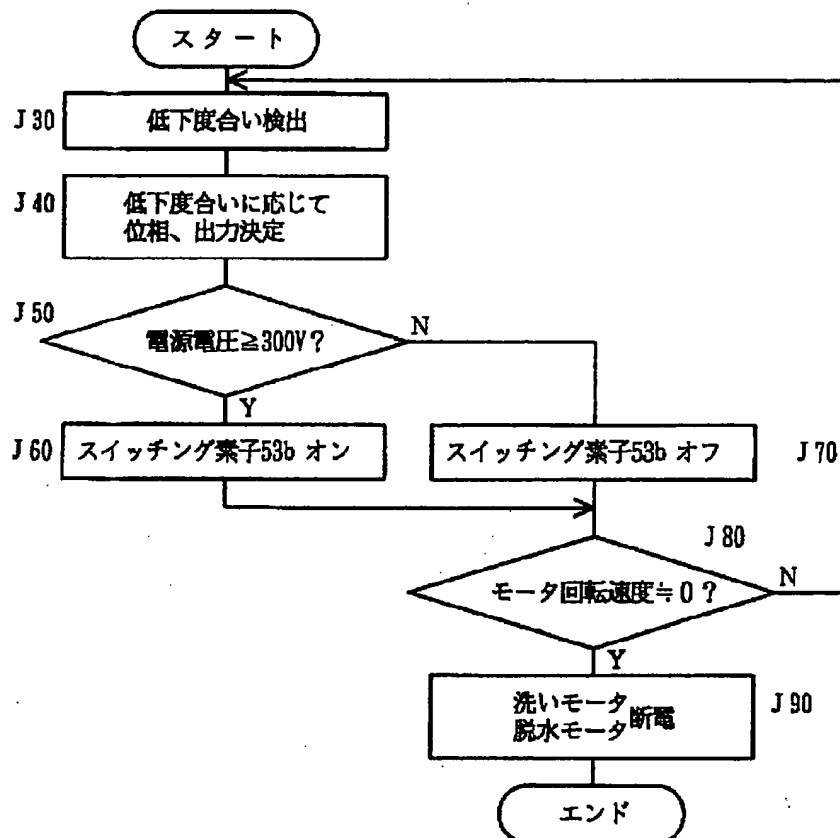 スタート
J30
低下度合い検出
J40
低下度合いに応じて
位相、出力決定
J50
電源電圧≧300V?
N
Y
J60
スイッチング素子53b オン
スイッチング素子53b オフ
J70
J80
モータ回転速度≒0?
N
Y
洗いモータ
脱水モータ
断電
J90
エンド